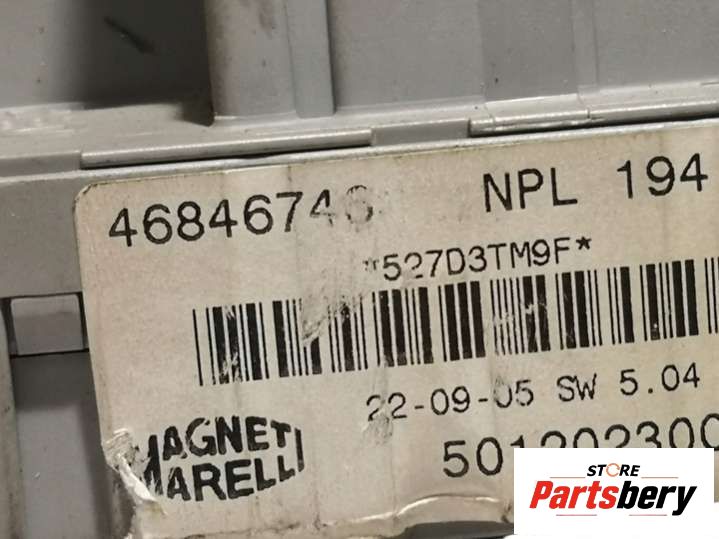 46846746 NPL 194
*527D3TM9F*
22-09-05 SW 5.04
MAGNETI
MARELLI
STORE
Partsbery